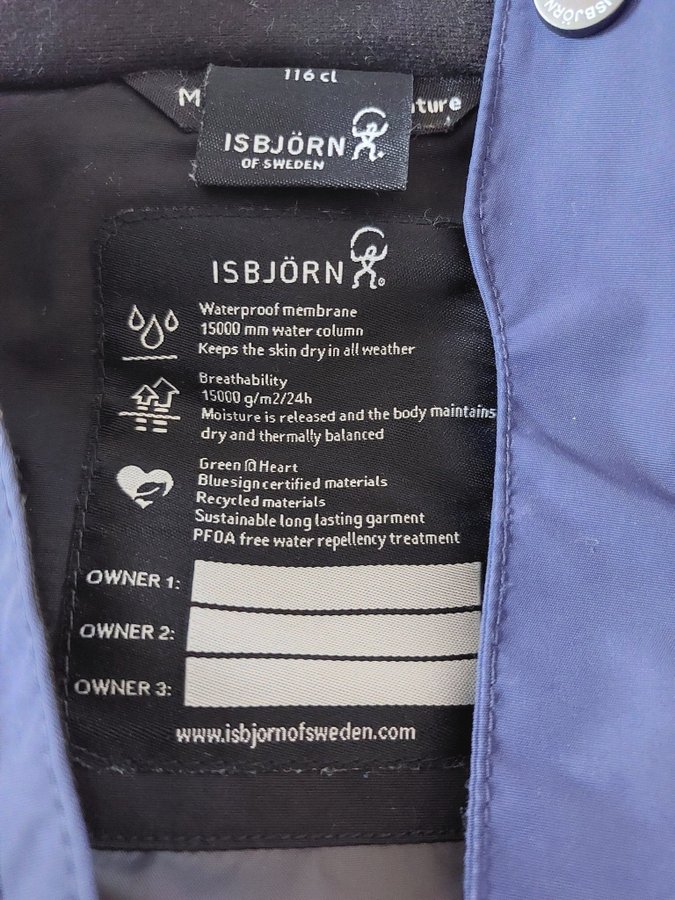 ISBJÖRN
116 cl
M ture
ISBJÖRN
OF SWEDEN
ISBJÖRN
Waterproof membrane
15000 mm water column
Keeps the skin dry in all weather
Breathability
15000 g/m2/24h
Moisture is released and the body maintains
dry and thermally balanced
Green @ Heart
Bluesign certified materials
Recycled materials
Sustainable long lasting garment
PFOA free water repellency treatment
OWNER 1:
OWNER 2:
OWNER 3:
www.isbjornofsweden.com